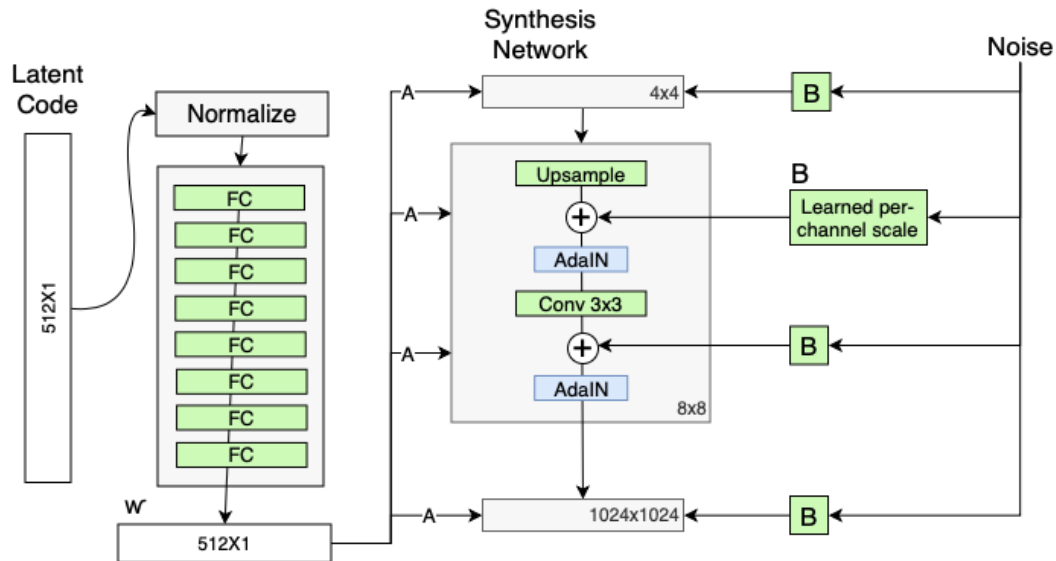 Latent
Code
512X1
Normalize
FC
FC
FC
FC
FC
FC
FC
FC
w
512X1
Synthesis
Network
A
4x4
B
Noise
A
Upsample
+
AdaIN
Conv 3x3
B
Learned per-
channel scale
A
+
AdaIN
8x8
B
A
1024x1024
B